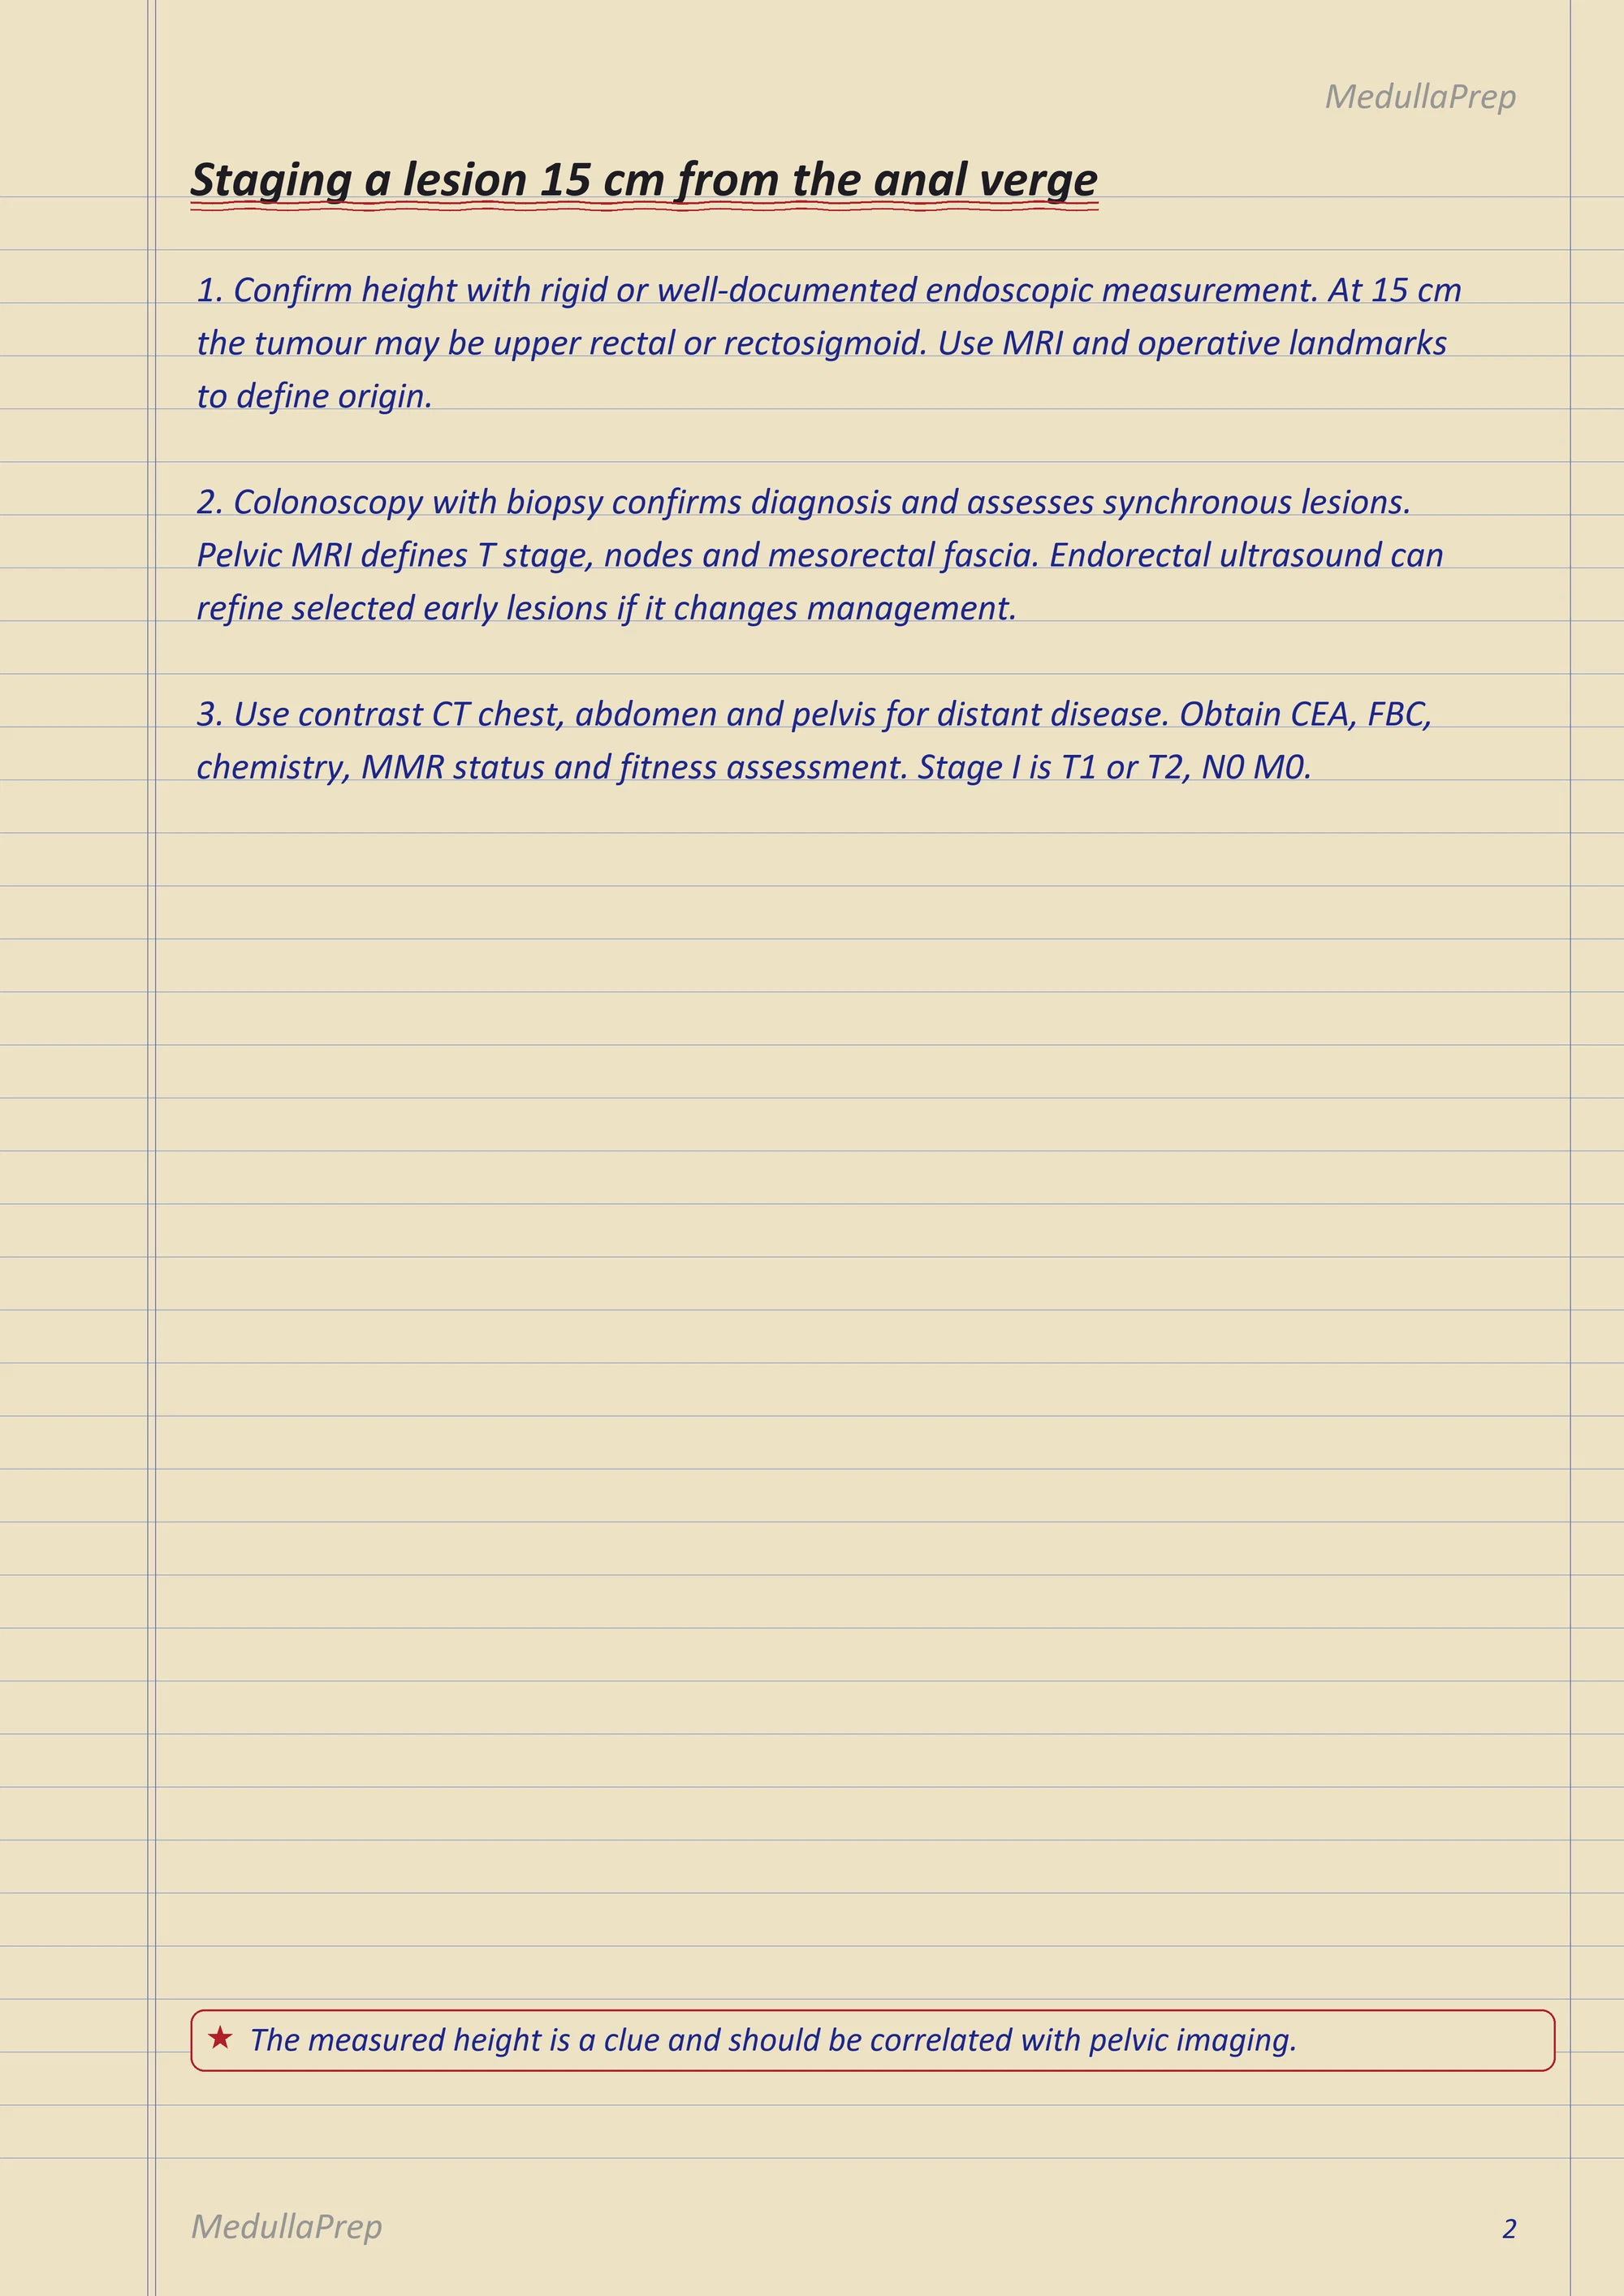 MedullaPrep
Staging a lesion 15 cm from the anal verge
1. Confirm height with rigid or well-documented endoscopic measurement. At 15 cm
the tumour may be upper rectal or rectosigmoid. Use MRI and operative landmarks
to define origin.
2. Colonoscopy with biopsy confirms diagnosis and assesses synchronous lesions.
Pelvic MRI defines T stage, nodes and mesorectal fascia. Endorectal ultrasound can
refine selected early lesions if it changes management.
3. Use contrast CT chest, abdomen and pelvis for distant disease. Obtain CEA, FBC,
chemistry, MMR status and fitness assessment. Stage I is T1 or T2, N0 M0.
★ The measured height is a clue and should be correlated with pelvic imaging.
MedullaPrep
2